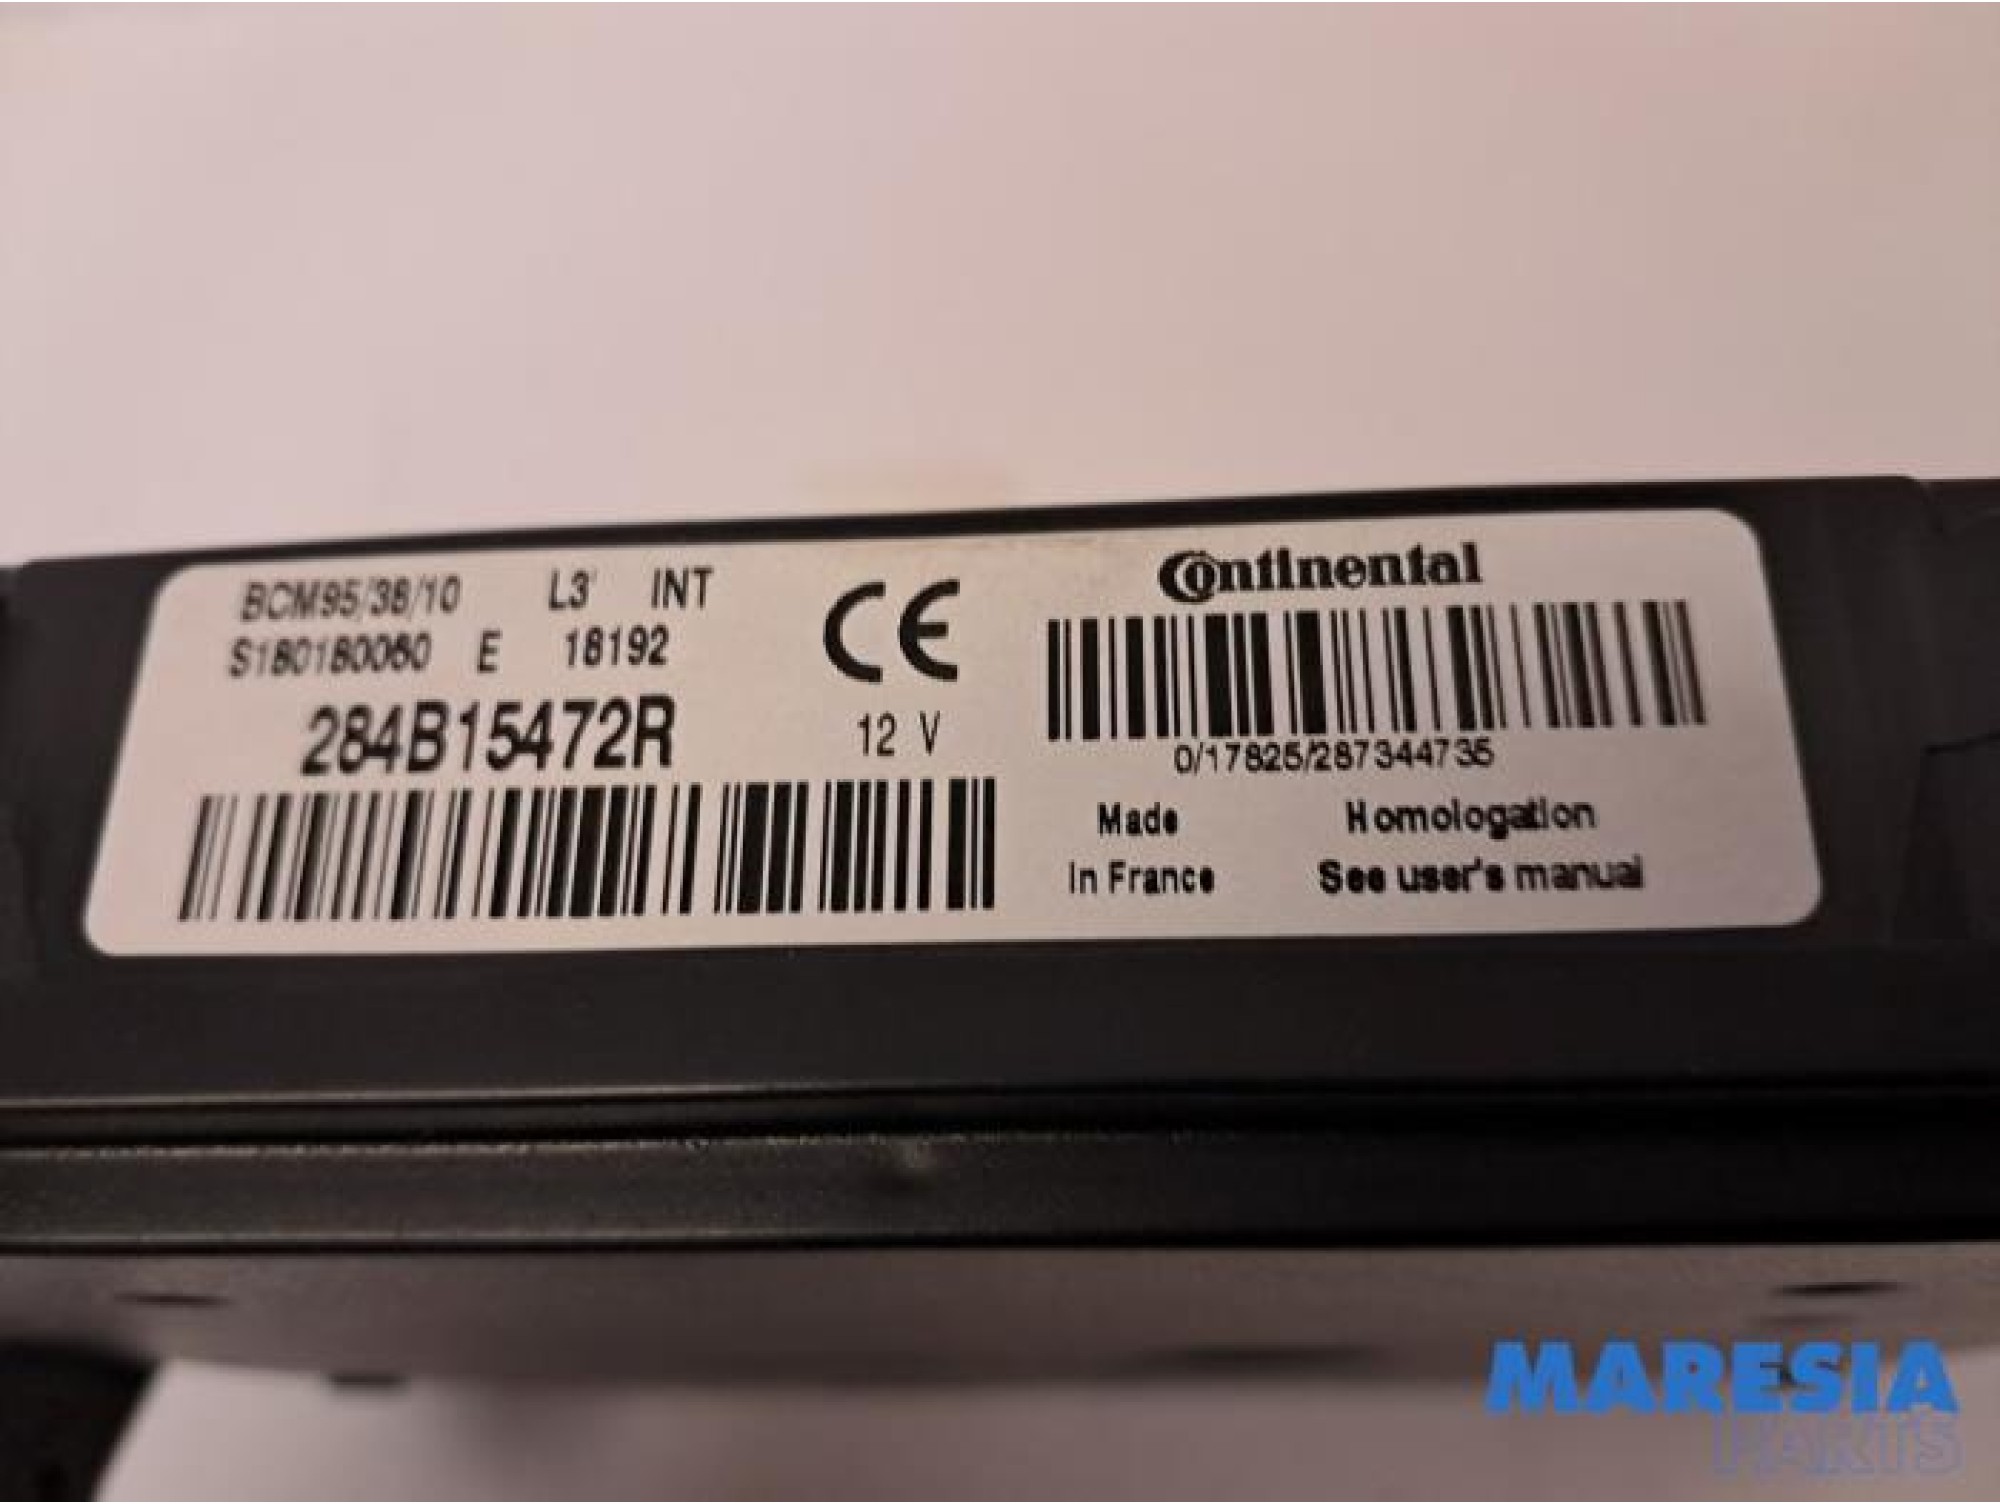 BCM95/38/10 L3 INT
S180180060 E 18192
284B15472R
CE
12 V
Continental
0/17825/287344735
Made
in France
Homologation
See user's manual
MARESIA
PARTS